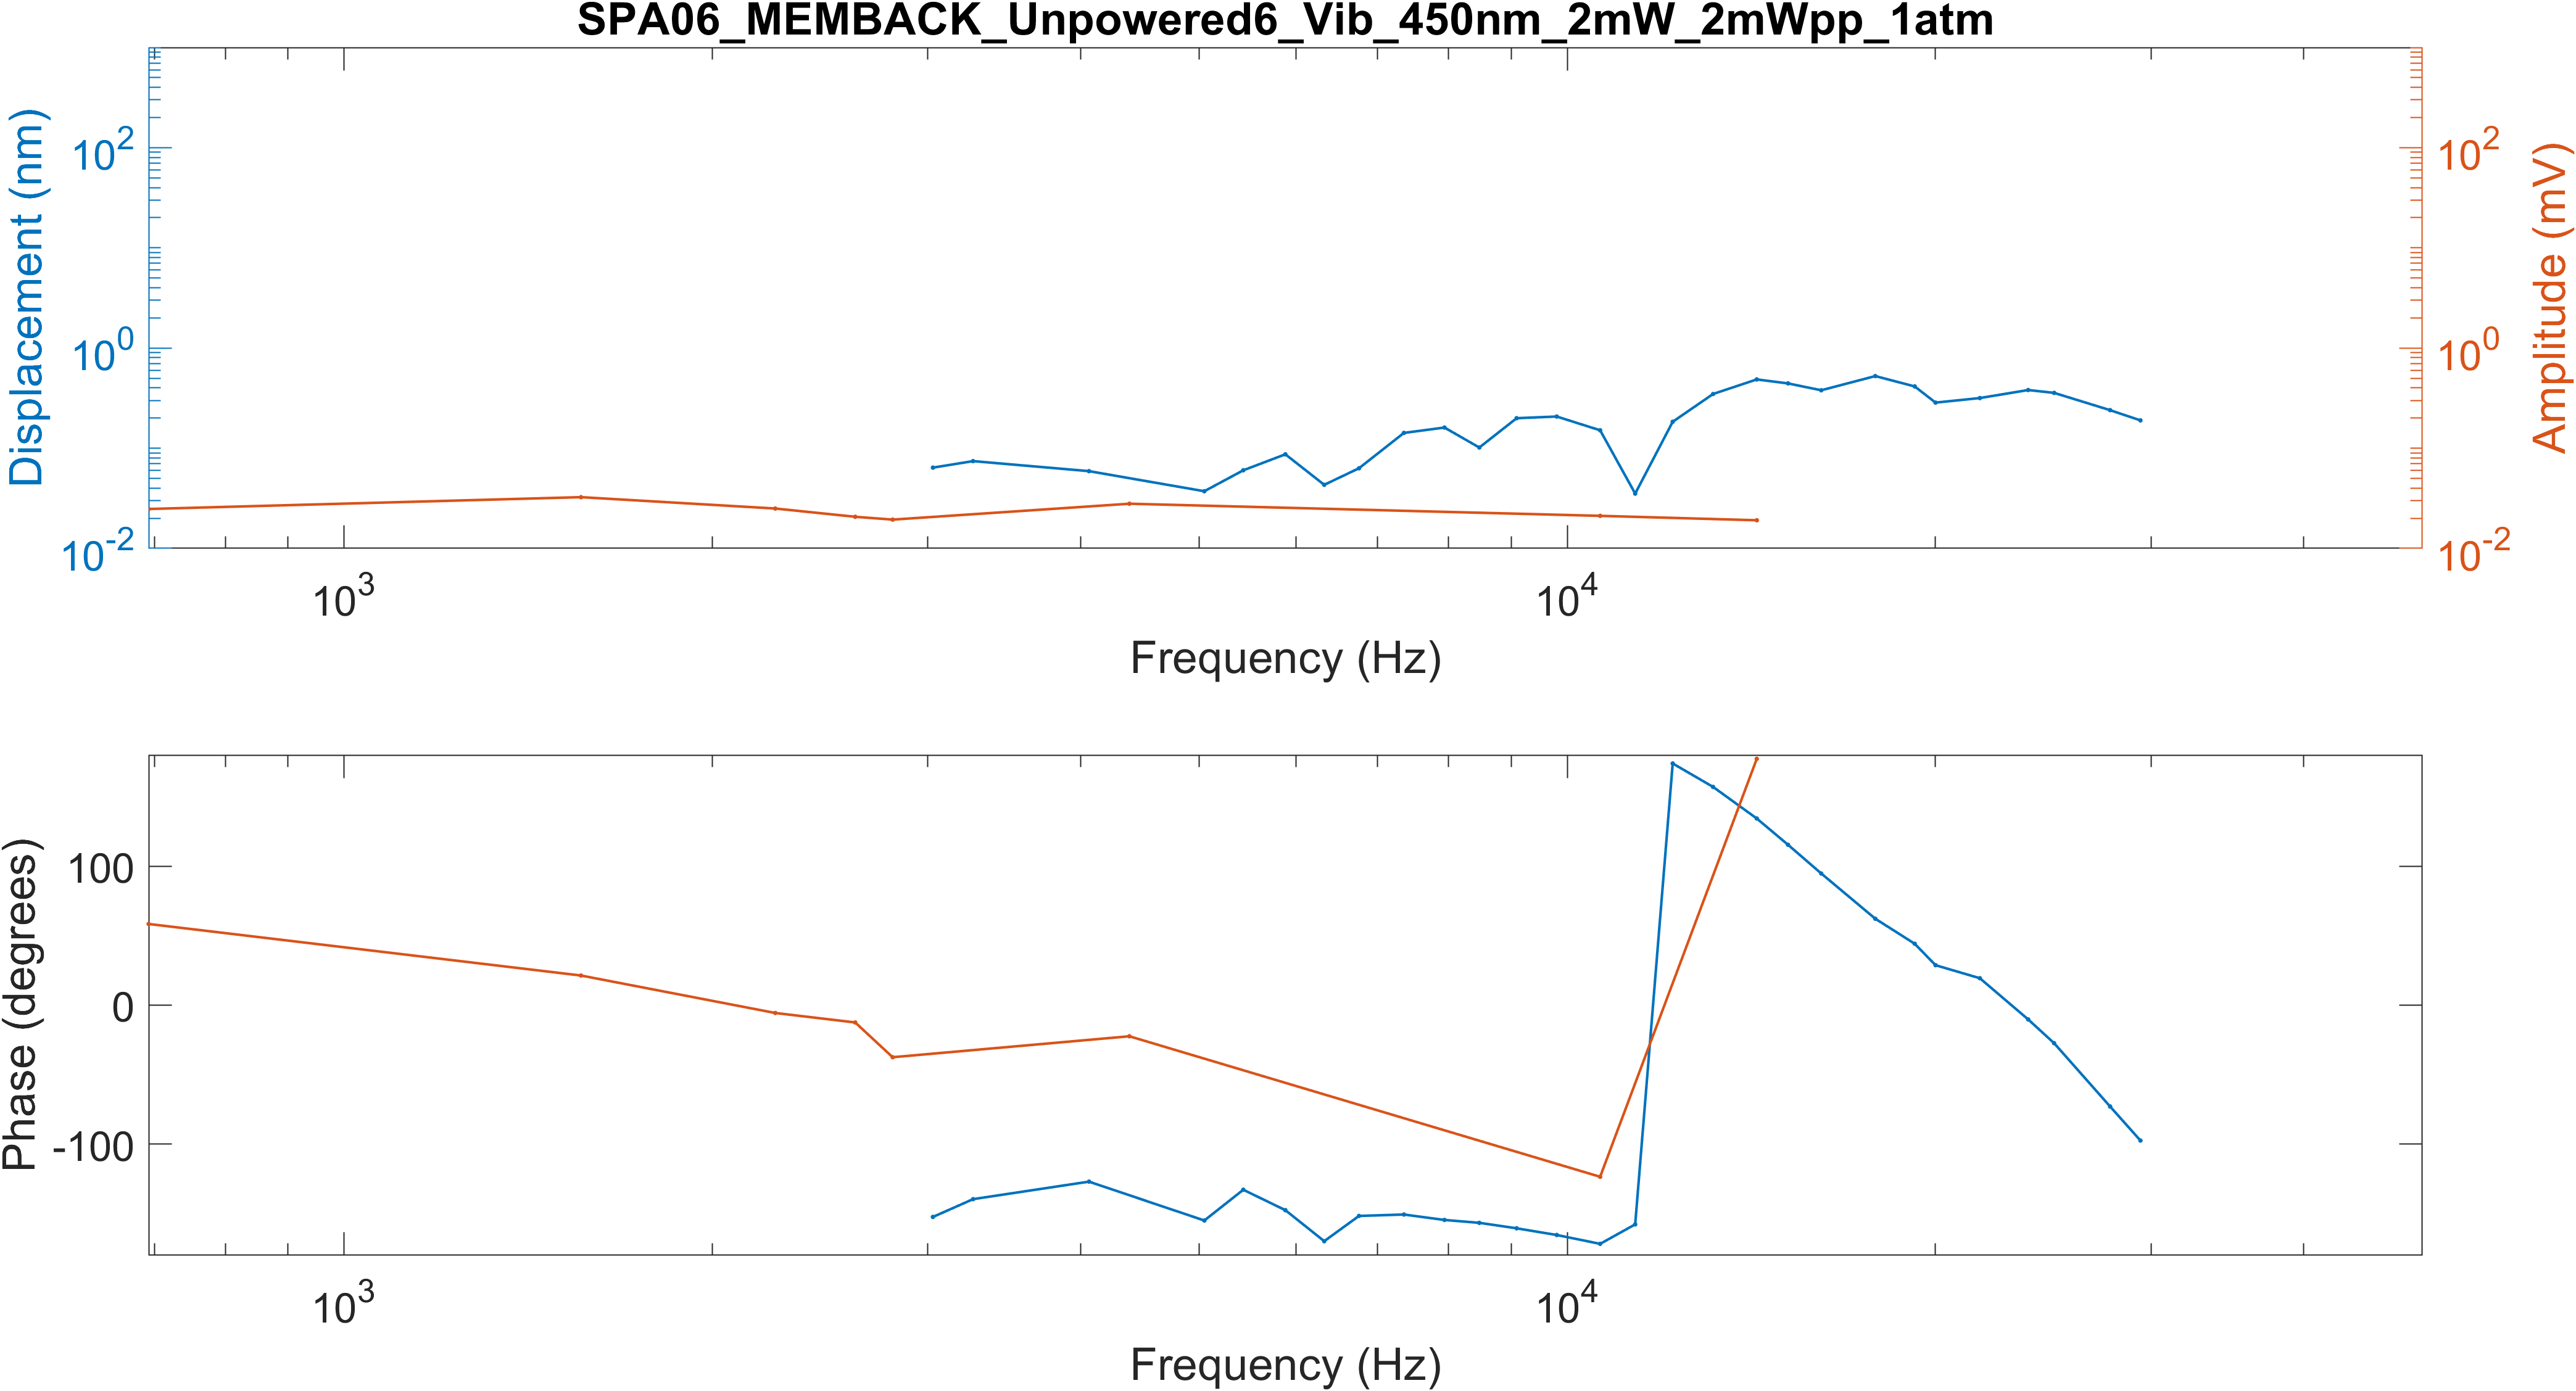 SPA06_MEMBACK_Unpowered6_Vib_450nm_2mW_2mWpp_1atm
Displacement (nm)
10^2
10^0
10^-2
Amplitude (mV)
10^2
10^0
10^-2
10^3
10^4
Frequency (Hz)
Phase (degrees)
100
0
-100
10^3
10^4
Frequency (Hz)